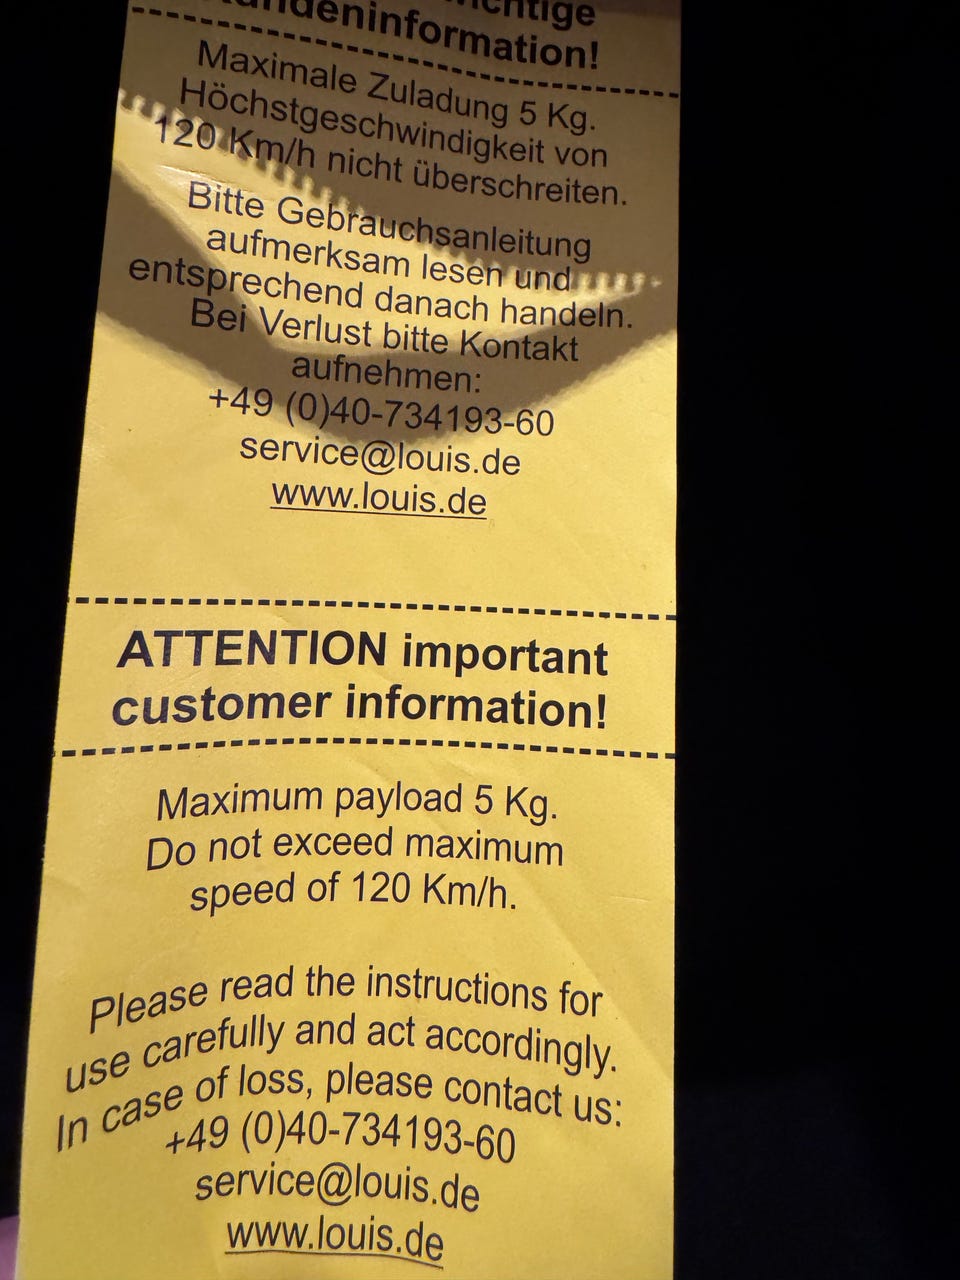 deninformation!
Maximale Zuladung 5 Kg.
Höchstgeschwindigkeit von
120 Km/h nicht überschreiten.
Bitte Gebrauchsanleitung
aufmerksam lesen und
entsprechend danach handeln.
Bei Verlust bitte Kontakt
aufnehmen:
+49 (0)40-734193-60
service@louis.de
www.louis.de
ATTENTION important
customer information!
Maximum payload 5 Kg.
Do not exceed maximum
speed of 120 Km/h.
Please read the instructions for
use carefully and act accordingly.
In case of loss, please contact us:
+49 (0)40-734193-60
service@louis.de
www.louis.de